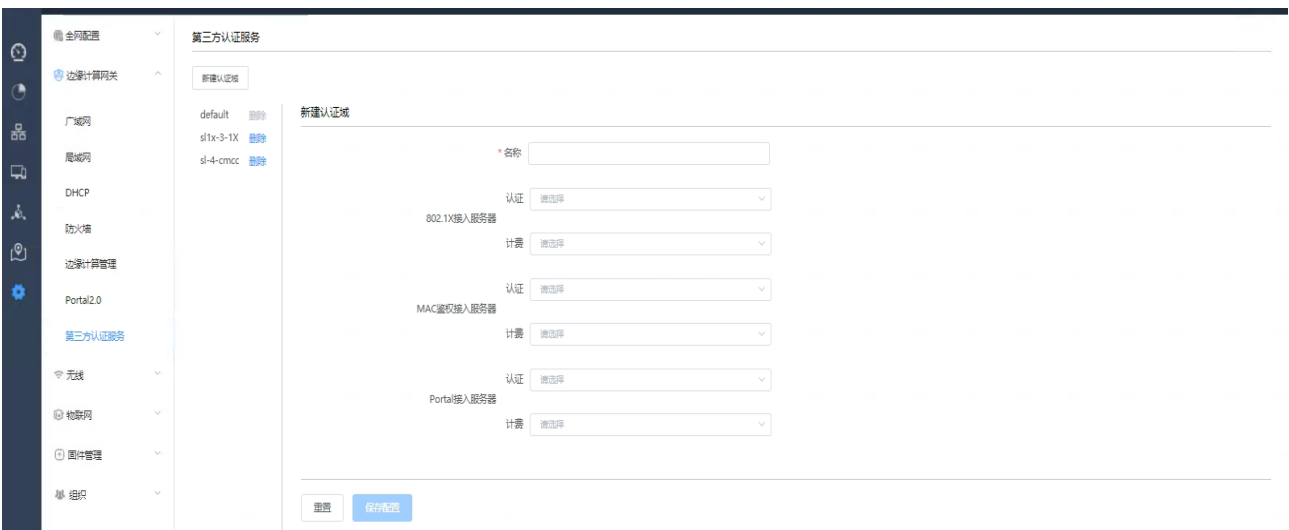 全网配置
边缘计算网关
广域网
局域网
DHCP
防火墙
边缘计算管理
Portal2.0
第三方认证服务
无线
物联网
固件管理
组织
第三方认证服务
新建认证域
default 删除
sl1x-3-1X 删除
sl-4-cmcc 删除
新建认证域
* 名称
802.1X接入服务器
认证 请选择
计费 请选择
MAC鉴权接入服务器
认证 请选择
计费 请选择
Portal接入服务器
认证 请选择
计费 请选择
重置 保存配置